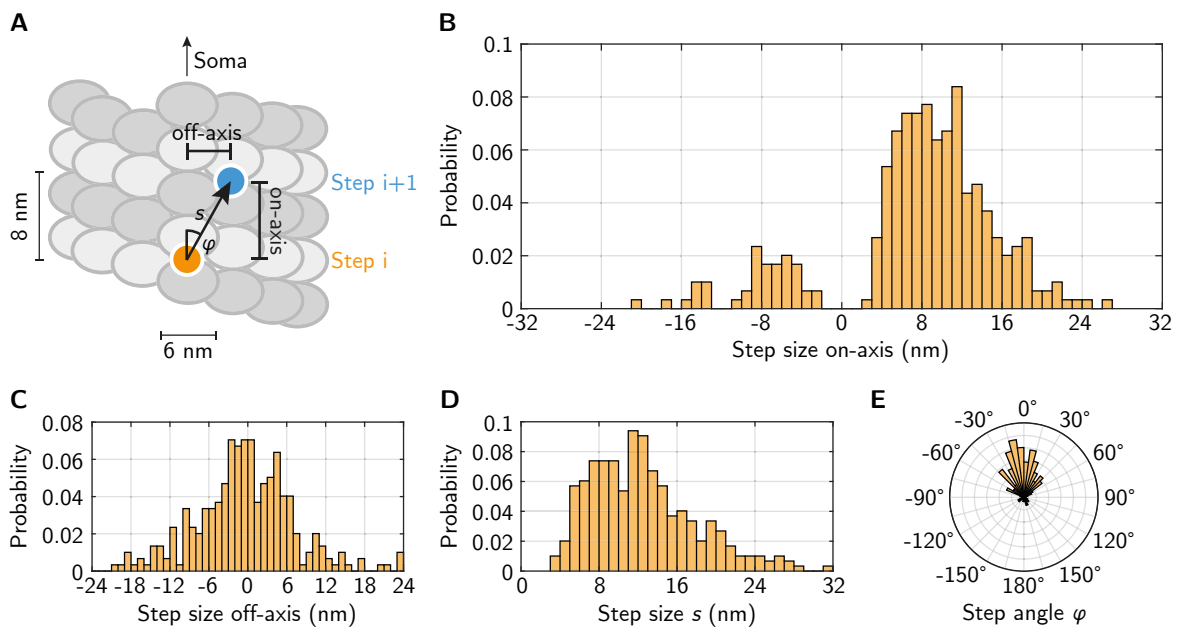 A
Soma
off-axis
s
φ
on-axis
Step i+1
Step i
8 nm
6 nm
B
Probability
0.1
0.08
0.06
0.04
0.02
0
-32 -24 -16 -8 0 8 16 24 32
Step size on-axis (nm)
C
Probability
0.08
0.06
0.04
0.02
0
-24 -18 -12 -6 0 6 12 18 24
Step size off-axis (nm)
D
Probability
0.1
0.08
0.06
0.04
0.02
0
8 16 24 32
Step size s (nm)
E
0°
-30° 30°
-60° 60°
-90° 90°
-120° 120°
-150° 150°
180°
Step angle φ